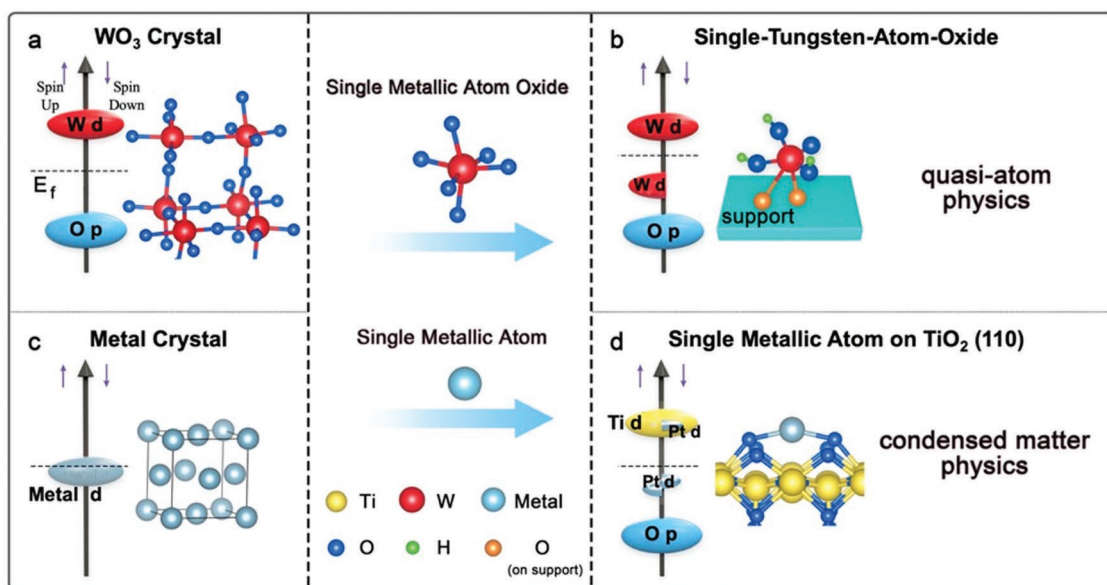 a
WO₃ Crystal
Spin
Up
Spin
Down
W d
E_f
O p
Single Metallic Atom Oxide
b
Single-Tungsten-Atom-Oxide
W d
W d
O p
support
quasi-atom
physics
c
Metal Crystal
Metal d
Single Metallic Atom
Ti
W
Metal
O
H
O
(on support)
d
Single Metallic Atom on TiO₂ (110)
Ti d
Pt d
Pt d
O p
condensed matter
physics